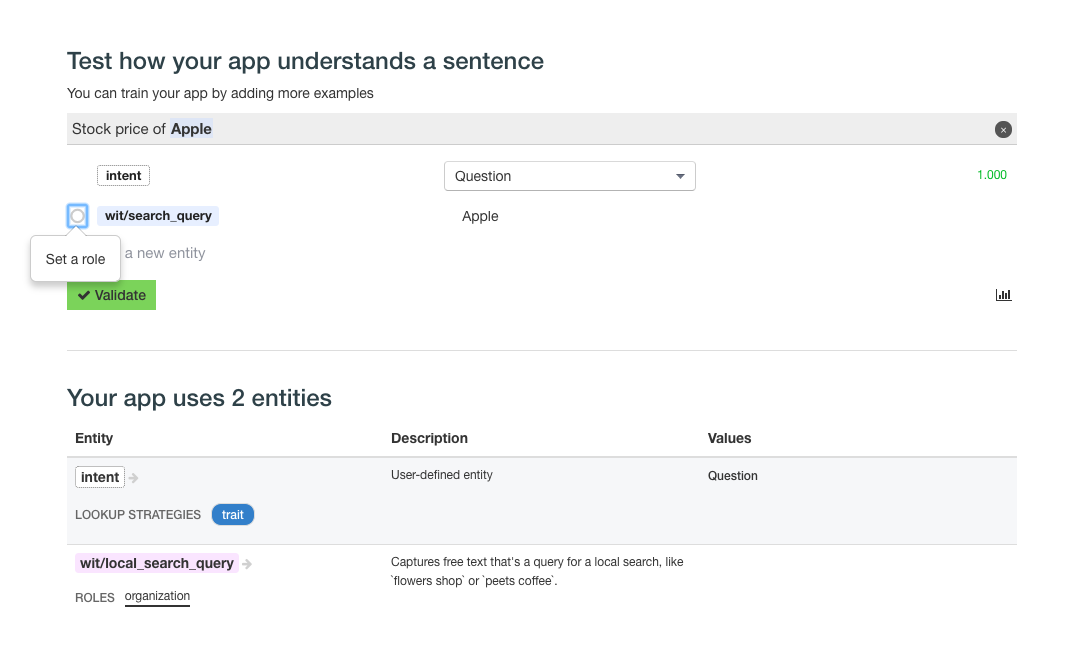 Test how your app understands a sentence
You can train your app by adding more examples
Stock price of Apple
intent Question 1.000
wit/search_query Apple
a new entity
Set a role
Validate
Your app uses 2 entities
Entity Description Values
intent User-defined entity Question
LOOKUP STRATEGIES trait
wit/local_search_query Captures free text that's a query for a local search, like
`flowers shop` or `peets coffee`.
ROLES organization